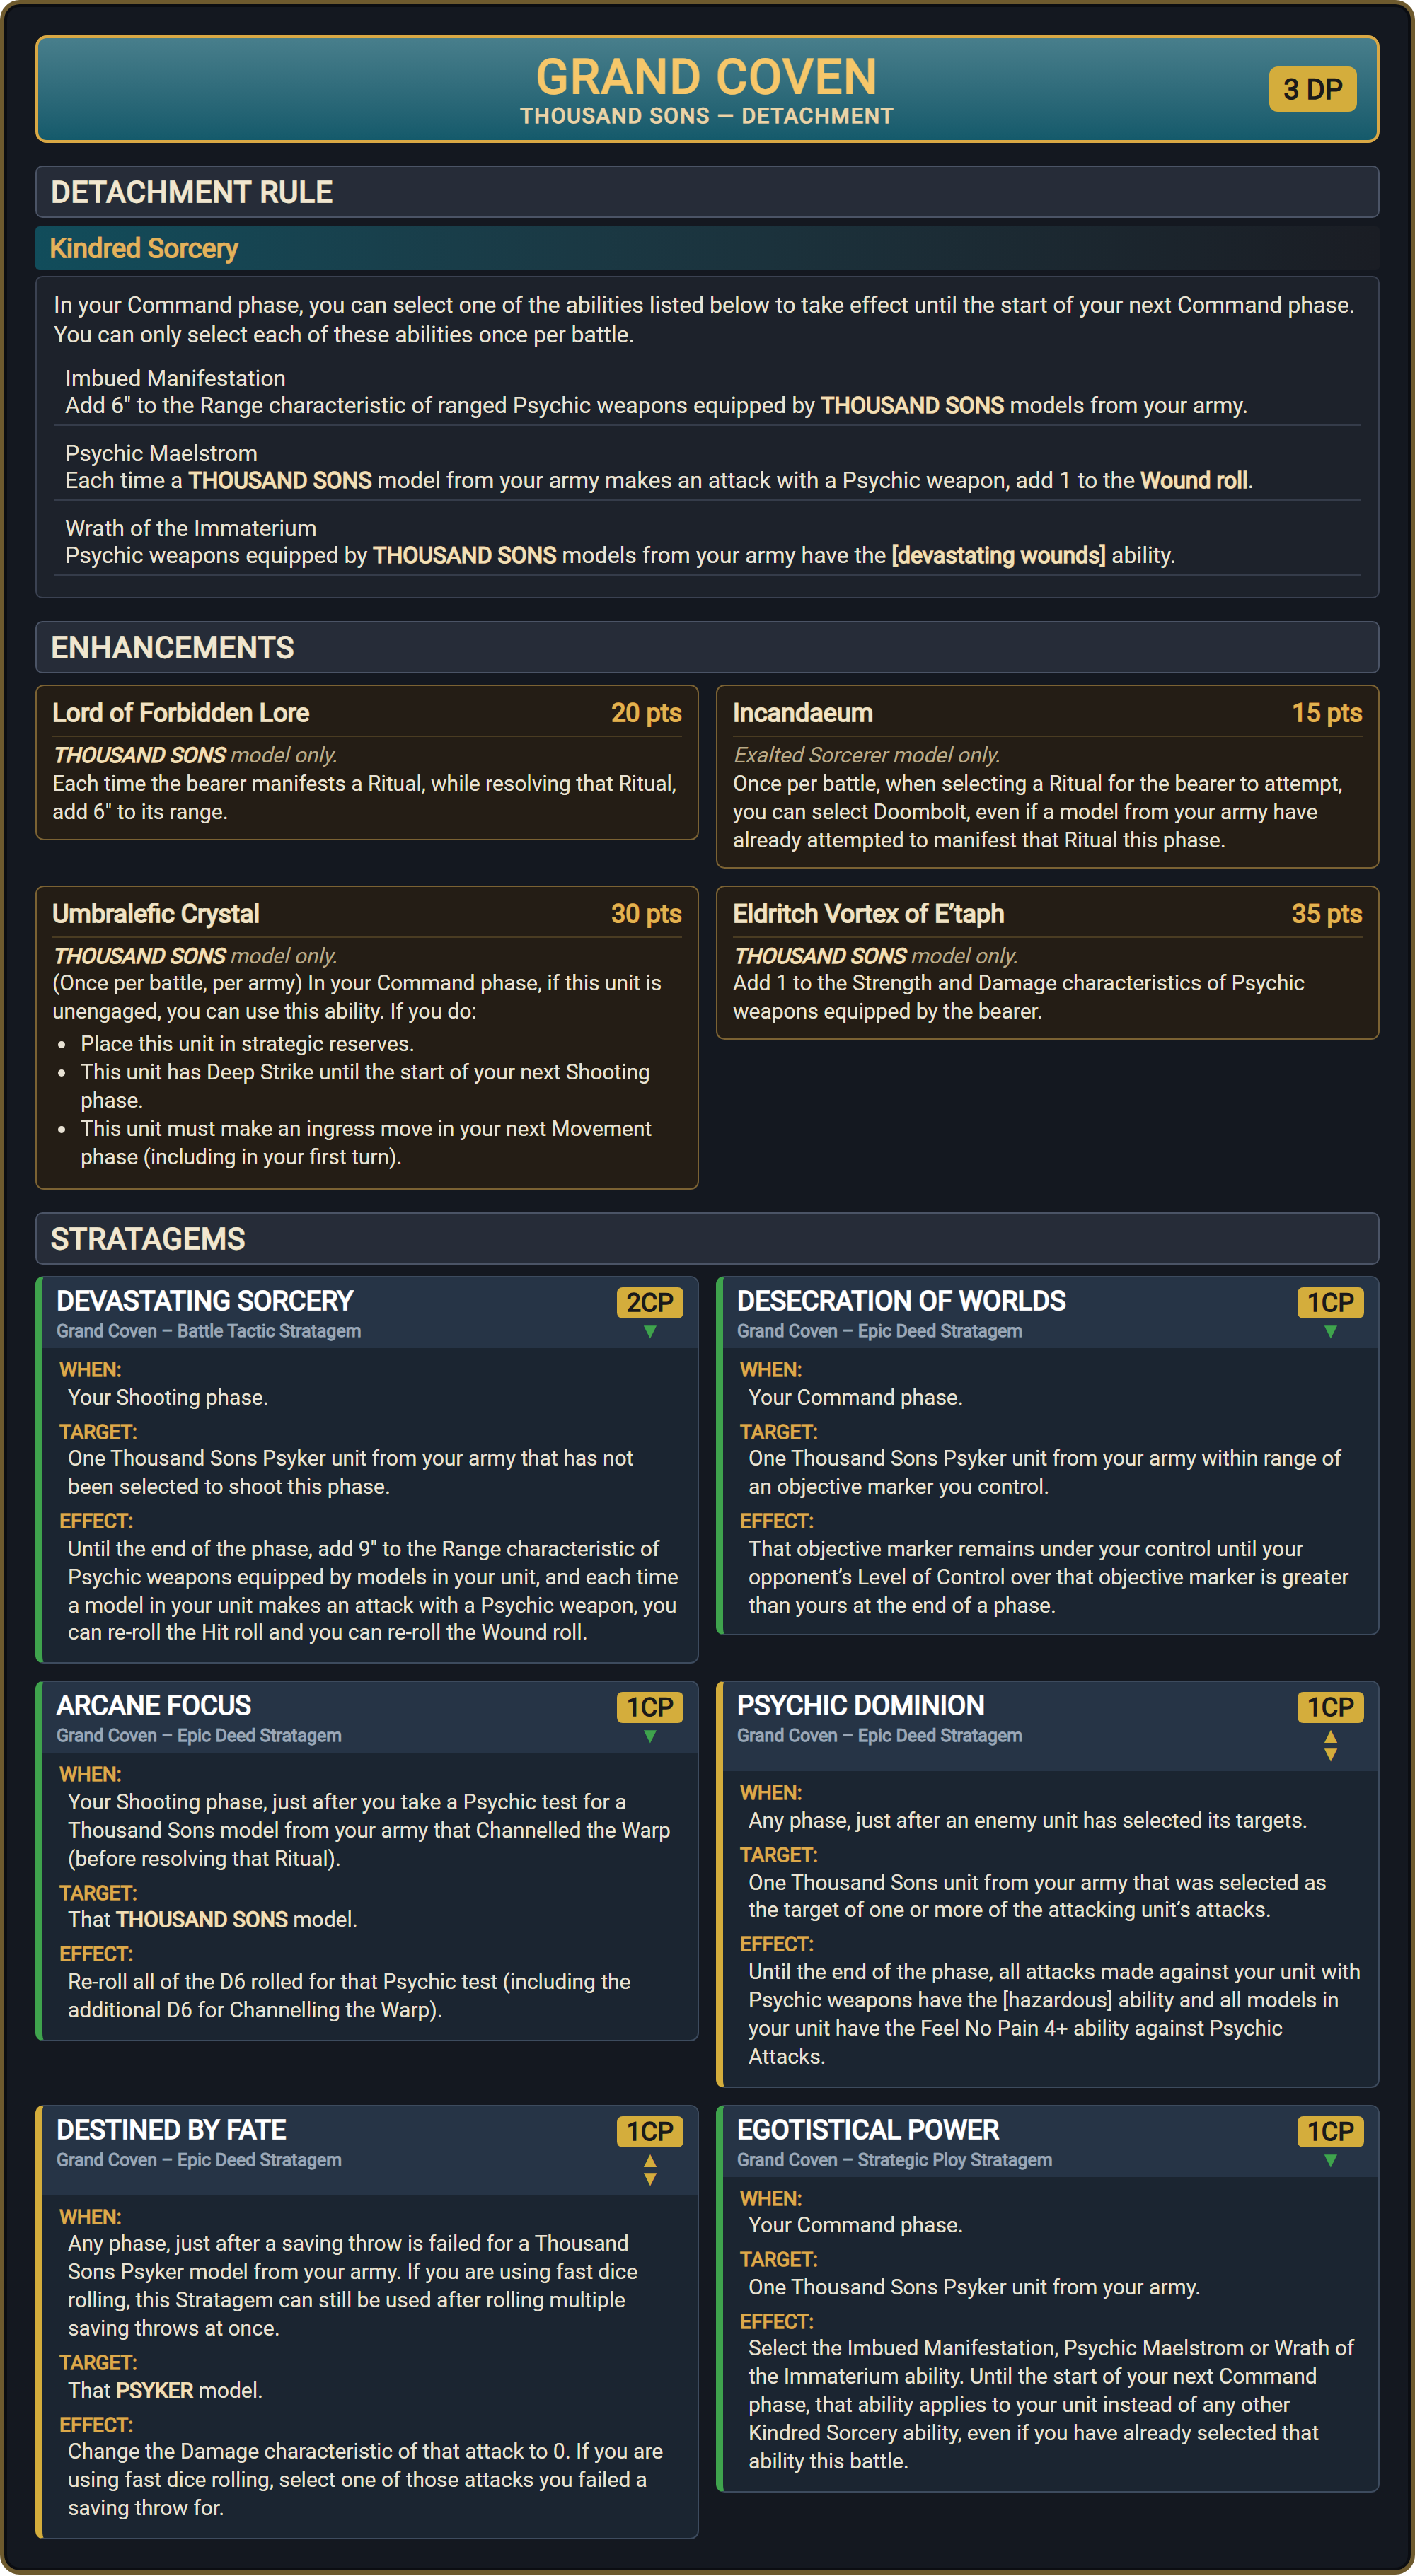 GRAND COVEN
THOUSAND SONS — DETACHMENT
3 DP
DETACHMENT RULE
Kindred Sorcery
In your Command phase, you can select one of the abilities listed below to take effect until the start of your next Command phase.
You can only select each of these abilities once per battle.
Imbued Manifestation
Add 6" to the Range characteristic of ranged Psychic weapons equipped by THOUSAND SONS models from your army.
Psychic Maelstrom
Each time a THOUSAND SONS model from your army makes an attack with a Psychic weapon, add 1 to the Wound roll.
Wrath of the Immaterium
Psychic weapons equipped by THOUSAND SONS models from your army have the [devastating wounds] ability.
ENHANCEMENTS
Lord of Forbidden Lore
20 pts
THOUSAND SONS model only.
Each time the bearer manifests a Ritual, while resolving that Ritual,
add 6" to its range.
Incandaeum
15 pts
Exalted Sorcerer model only.
Once per battle, when selecting a Ritual for the bearer to attempt,
you can select Doombolt, even if a model from your army have
already attempted to manifest that Ritual this phase.
Umbralefic Crystal
30 pts
THOUSAND SONS model only.
(Once per battle, per army) In your Command phase, if this unit is
unengaged, you can use this ability. If you do:
• Place this unit in strategic reserves.
• This unit has Deep Strike until the start of your next Shooting
phase.
• This unit must make an ingress move in your next Movement
phase (including in your first turn).
Eldritch Vortex of E’taph
35 pts
THOUSAND SONS model only.
Add 1 to the Strength and Damage characteristics of Psychic
weapons equipped by the bearer.
STRATAGEMS
DEVASTATING SORCERY
2CP
Grand Coven – Battle Tactic Stratagem
▼
WHEN:
Your Shooting phase.
TARGET:
One Thousand Sons Psyker unit from your army that has not
been selected to shoot this phase.
EFFECT:
Until the end of the phase, add 9" to the Range characteristic of
Psychic weapons equipped by models in your unit, and each time
a model in your unit makes an attack with a Psychic weapon, you
can re-roll the Hit roll and you can re-roll the Wound roll.
DESECRATION OF WORLDS
1CP
Grand Coven – Epic Deed Stratagem
▼
WHEN:
Your Command phase.
TARGET:
One Thousand Sons Psyker unit from your army within range of
an objective marker you control.
EFFECT:
That objective marker remains under your control until your
opponent’s Level of Control over that objective marker is greater
than yours at the end of a phase.
ARCANE FOCUS
1CP
Grand Coven – Epic Deed Stratagem
▼
WHEN:
Your Shooting phase, just after you take a Psychic test for a
Thousand Sons model from your army that Channelled the Warp
(before resolving that Ritual).
TARGET:
That THOUSAND SONS model.
EFFECT:
Re-roll all of the D6 rolled for that Psychic test (including the
additional D6 for Channelling the Warp).
PSYCHIC DOMINION
1CP
Grand Coven – Epic Deed Stratagem
▲
▼
WHEN:
Any phase, just after an enemy unit has selected its targets.
TARGET:
One Thousand Sons unit from your army that was selected as
the target of one or more of the attacking unit’s attacks.
EFFECT:
Until the end of the phase, all attacks made against your unit with
Psychic weapons have the [hazardous] ability and all models in
your unit have the Feel No Pain 4+ ability against Psychic
Attacks.
DESTINED BY FATE
1CP
Grand Coven – Epic Deed Stratagem
▲
▼
WHEN:
Any phase, just after a saving throw is failed for a Thousand
Sons Psyker model from your army. If you are using fast dice
rolling, this Stratagem can still be used after rolling multiple
saving throws at once.
TARGET:
That PSYKER model.
EFFECT:
Change the Damage characteristic of that attack to 0. If you are
using fast dice rolling, select one of those attacks you failed a
saving throw for.
EGOTISTICAL POWER
1CP
Grand Coven – Strategic Ploy Stratagem
▼
WHEN:
Your Command phase.
TARGET:
One Thousand Sons Psyker unit from your army.
EFFECT:
Select the Imbued Manifestation, Psychic Maelstrom or Wrath of
the Immaterium ability. Until the start of your next Command
phase, that ability applies to your unit instead of any other
Kindred Sorcery ability, even if you have already selected that
ability this battle.